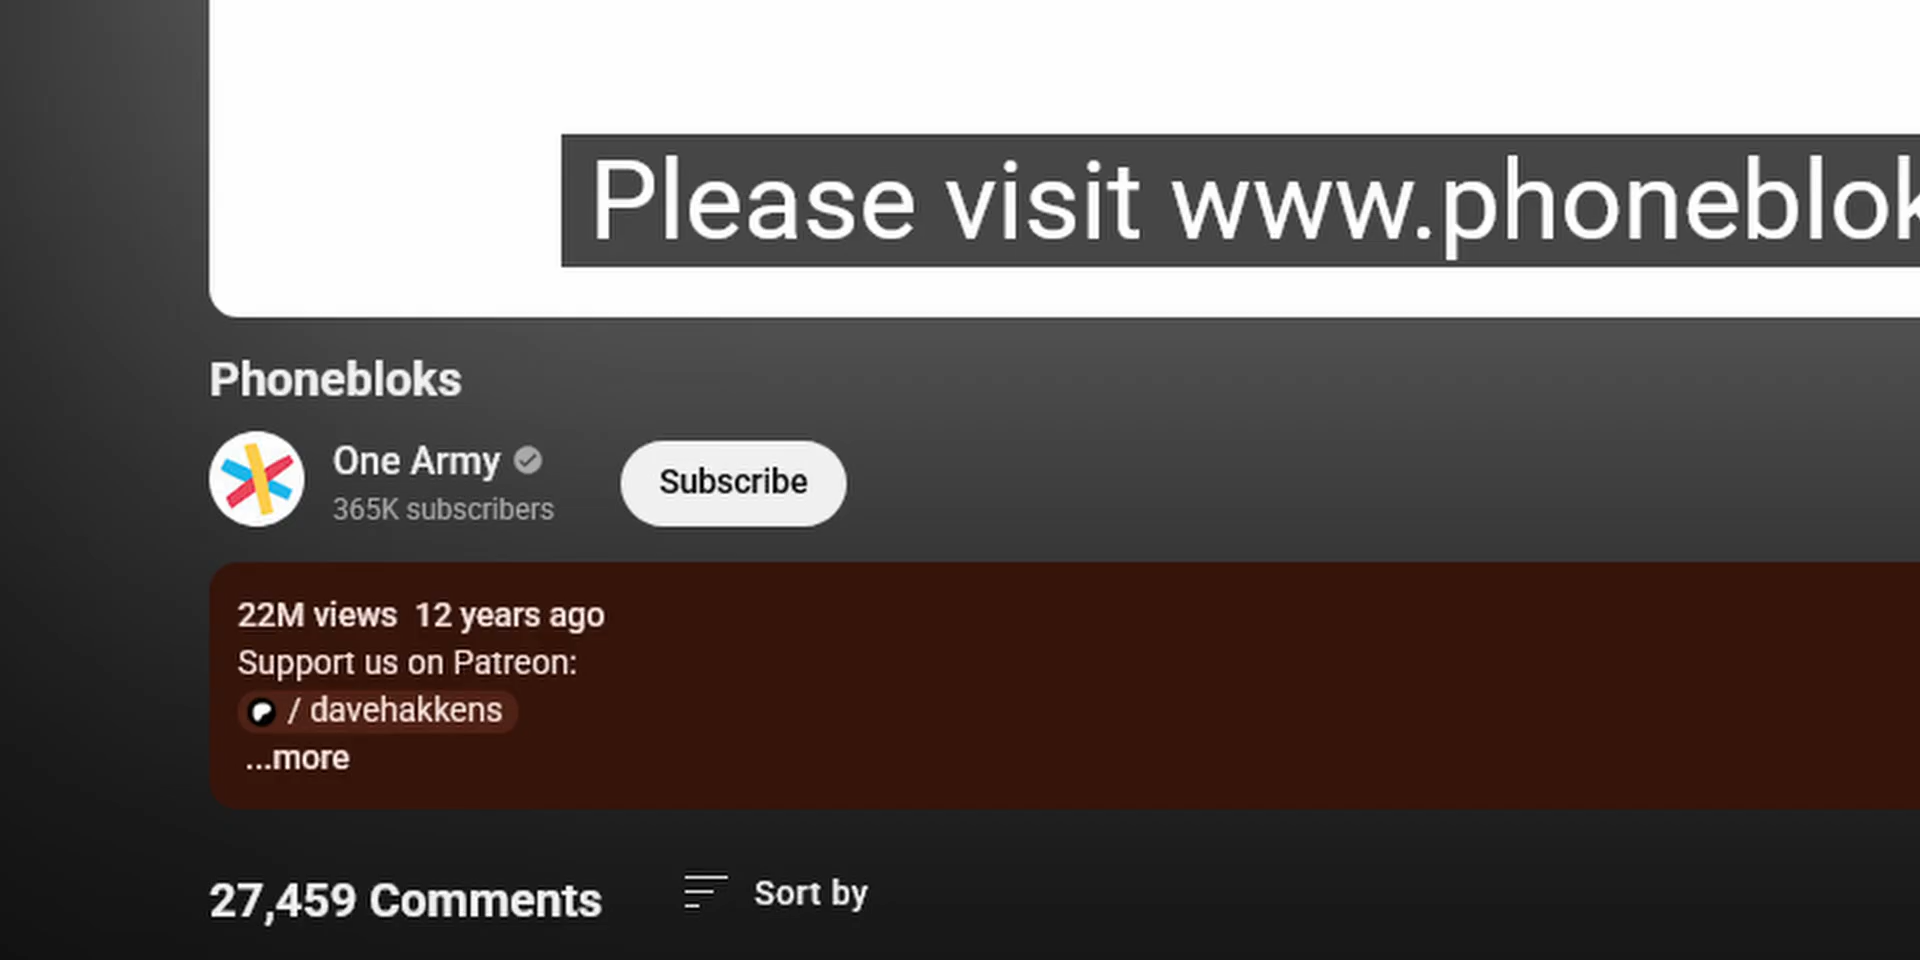 Please visit www.phoneblok
Phonebloks
One Army
365K subscribers
Subscribe
22M views 12 years ago
Support us on Patreon:
/ davehakkens
...more
27,459 Comments
Sort by